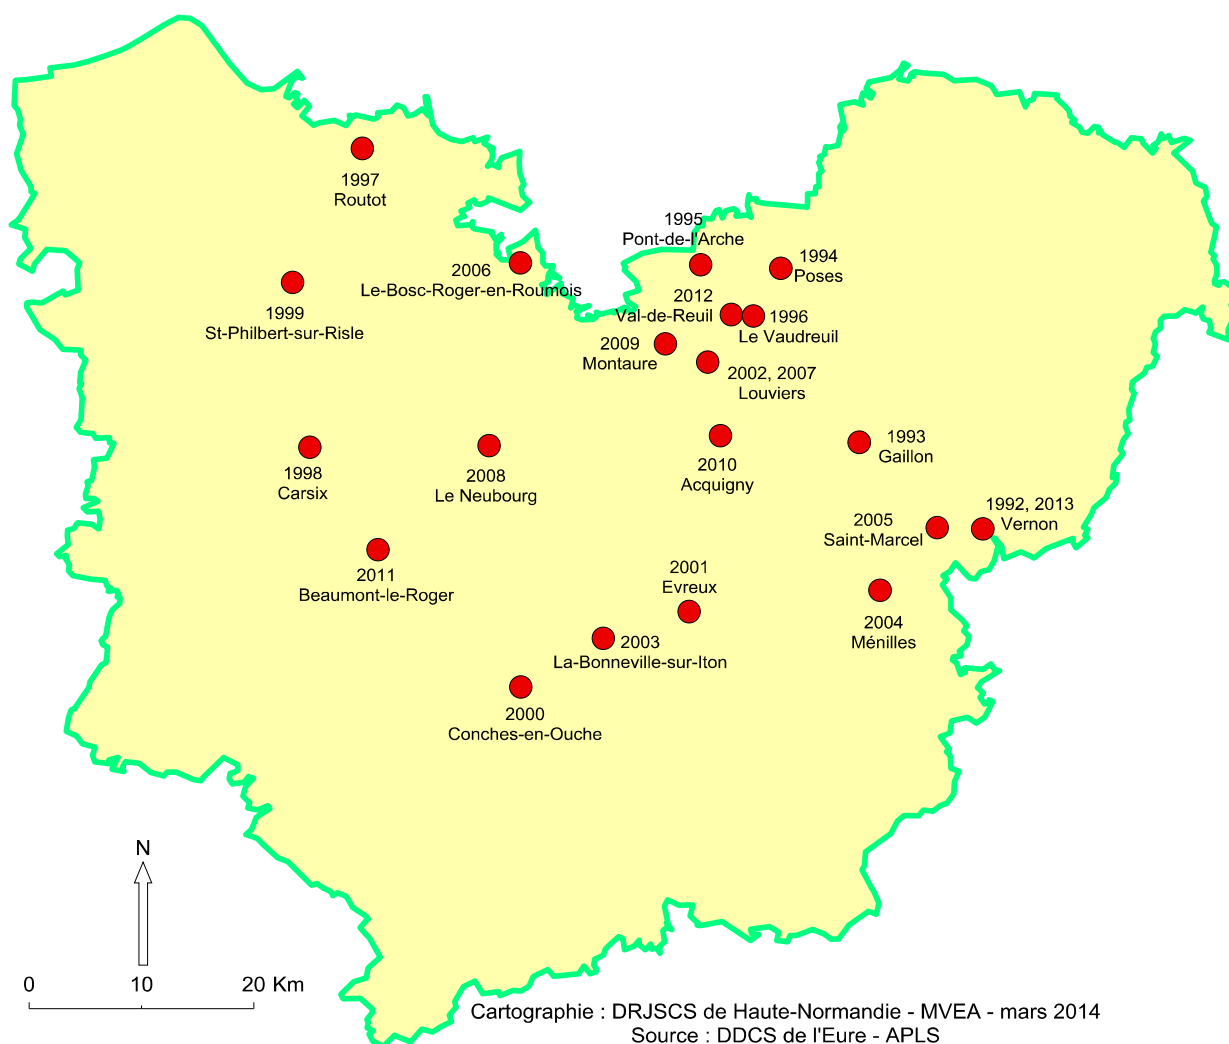 1997
Routot
1995
Pont-de-l'Arche
1994
Poses
2006
Le-Bosc-Roger-en-Roumois
1999
St-Philbert-sur-Risle
2012
Val-de-Reuil
1996
Le Vaudreuil
2009
Montaure
2002, 2007
Louviers
1998
Carsix
2008
Le Neubourg
2010
Acquigny
1993
Gaillon
2005
Saint-Marcel
1992, 2013
Vernon
2011
Beaumont-le-Roger
2001
Evreux
2004
Ménilles
2003
La-Bonneville-sur-Iton
2000
Conches-en-Ouche
N
0 10 20 Km
Cartographie : DRJSCS de Haute-Normandie - MVEA - mars 2014
Source : DDCS de l'Eure - APLS